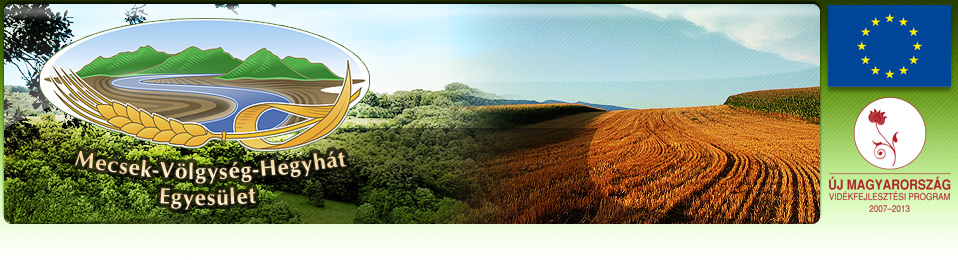 Mecsek-Völgység-Hegyhát
Egyesület
ÚJ MAGYARORSZÁG
VIDÉKFEJLESZTÉSI PROGRAM
2007–2013